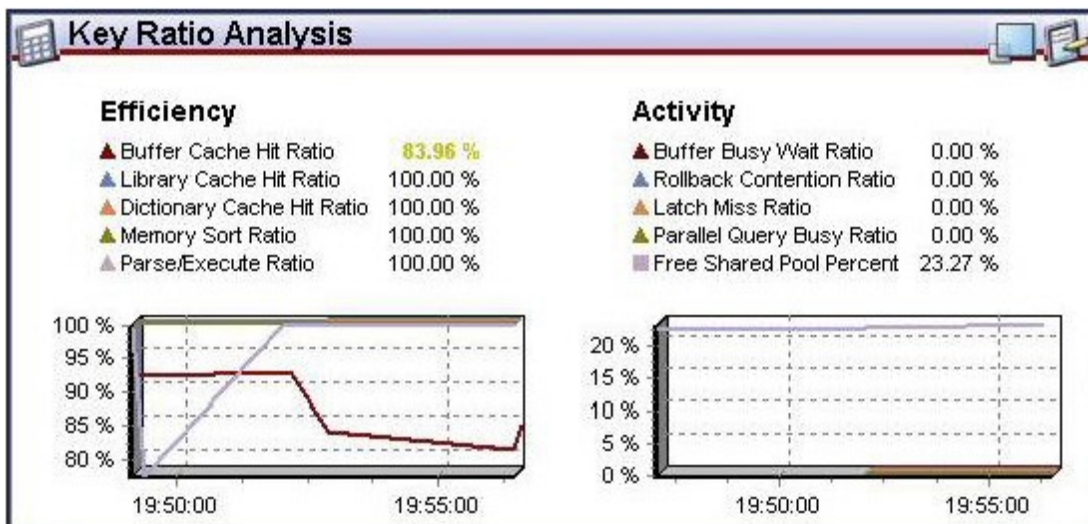 Key Ratio Analysis
Efficiency
Buffer Cache Hit Ratio 83.96 %
Library Cache Hit Ratio 100.00 %
Dictionary Cache Hit Ratio 100.00 %
Memory Sort Ratio 100.00 %
Parse/Execute Ratio 100.00 %
100 %
95 %
90 %
85 %
80 %
19:50:00 19:55:00
Activity
Buffer Busy Wait Ratio 0.00 %
Rollback Contention Ratio 0.00 %
Latch Miss Ratio 0.00 %
Parallel Query Busy Ratio 0.00 %
Free Shared Pool Percent 23.27 %
20 %
15 %
10 %
5 %
0 %
19:50:00 19:55:00